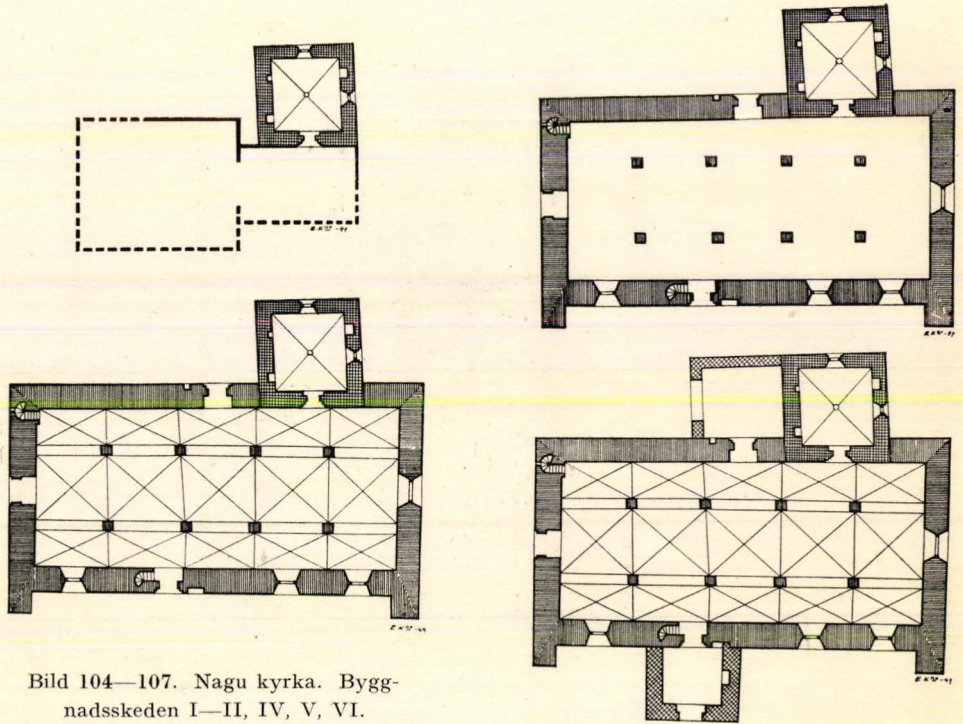 Bild 104—107. Nagu kyrka. Bygg-
nadsskeden I—II, IV, V, VI.